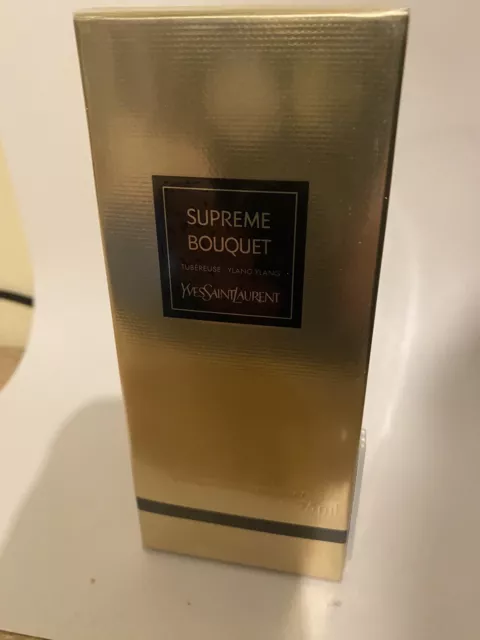 SUPREME
BOUQUET
TUBÉREUSE YLANG YLANG
YVESSAINTLAURENT